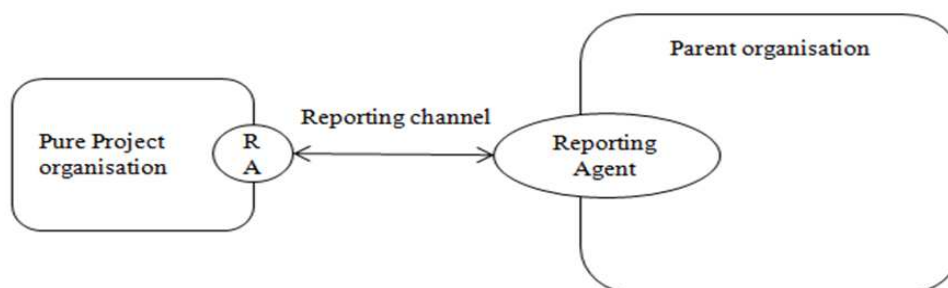 Parent organisation
Reporting channel
Pure Project
organisation
R
A
Reporting
Agent